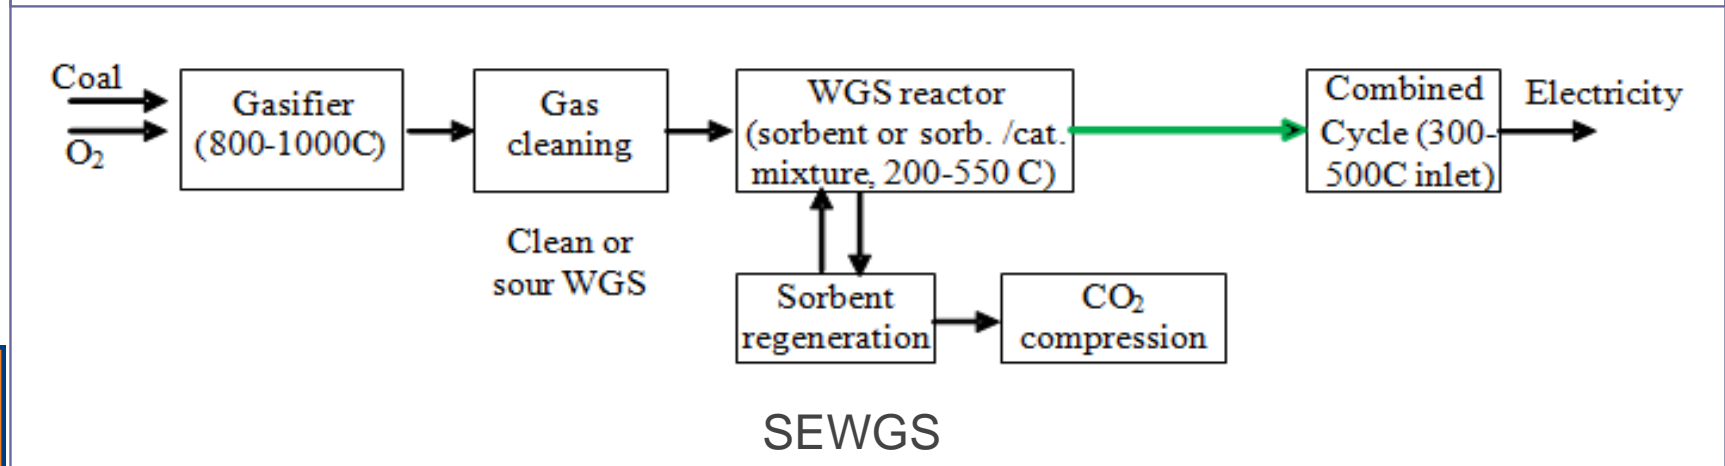 Coal
O₂
Gasifier
(800-1000C)
Gas
cleaning
Clean or
sour WGS
WGS reactor
(sorbent or sorb. /cat.
mixture, 200-550 C)
Sorbent
regeneration
CO₂
compression
Combined
Cycle (300-
500C inlet)
Electricity
SEWGS